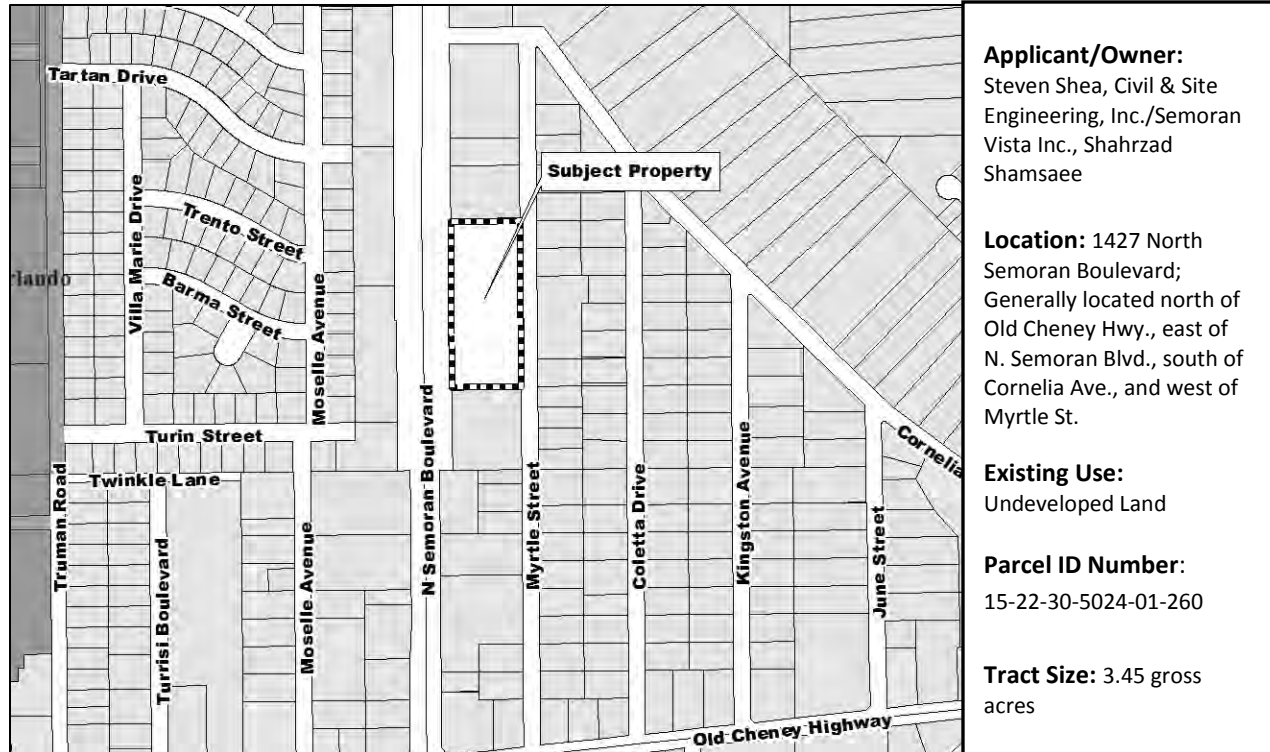 Tartan Drive
Villa Marie Drive
Trento Street
Barma Street
Moselle Avenue
Subject Property
rlando
Turin Street
Twinkle Lane
Truman Road
Turrisi Boulevard
Moselle Avenue
N Semoran Boulevard
Myrtle Street
Coletta Drive
Kingston Avenue
June Street
Cornelia
Old Cheney Highway
Applicant/Owner:
Steven Shea, Civil & Site
Engineering, Inc./Semoran
Vista Inc., Shahrzad
Shamsaee
Location: 1427 North
Semoran Boulevard;
Generally located north of
Old Cheney Hwy., east of
N. Semoran Blvd., south of
Cornelia Ave., and west of
Myrtle St.
Existing Use:
Undeveloped Land
Parcel ID Number:
15-22-30-5024-01-260
Tract Size: 3.45 gross
acres